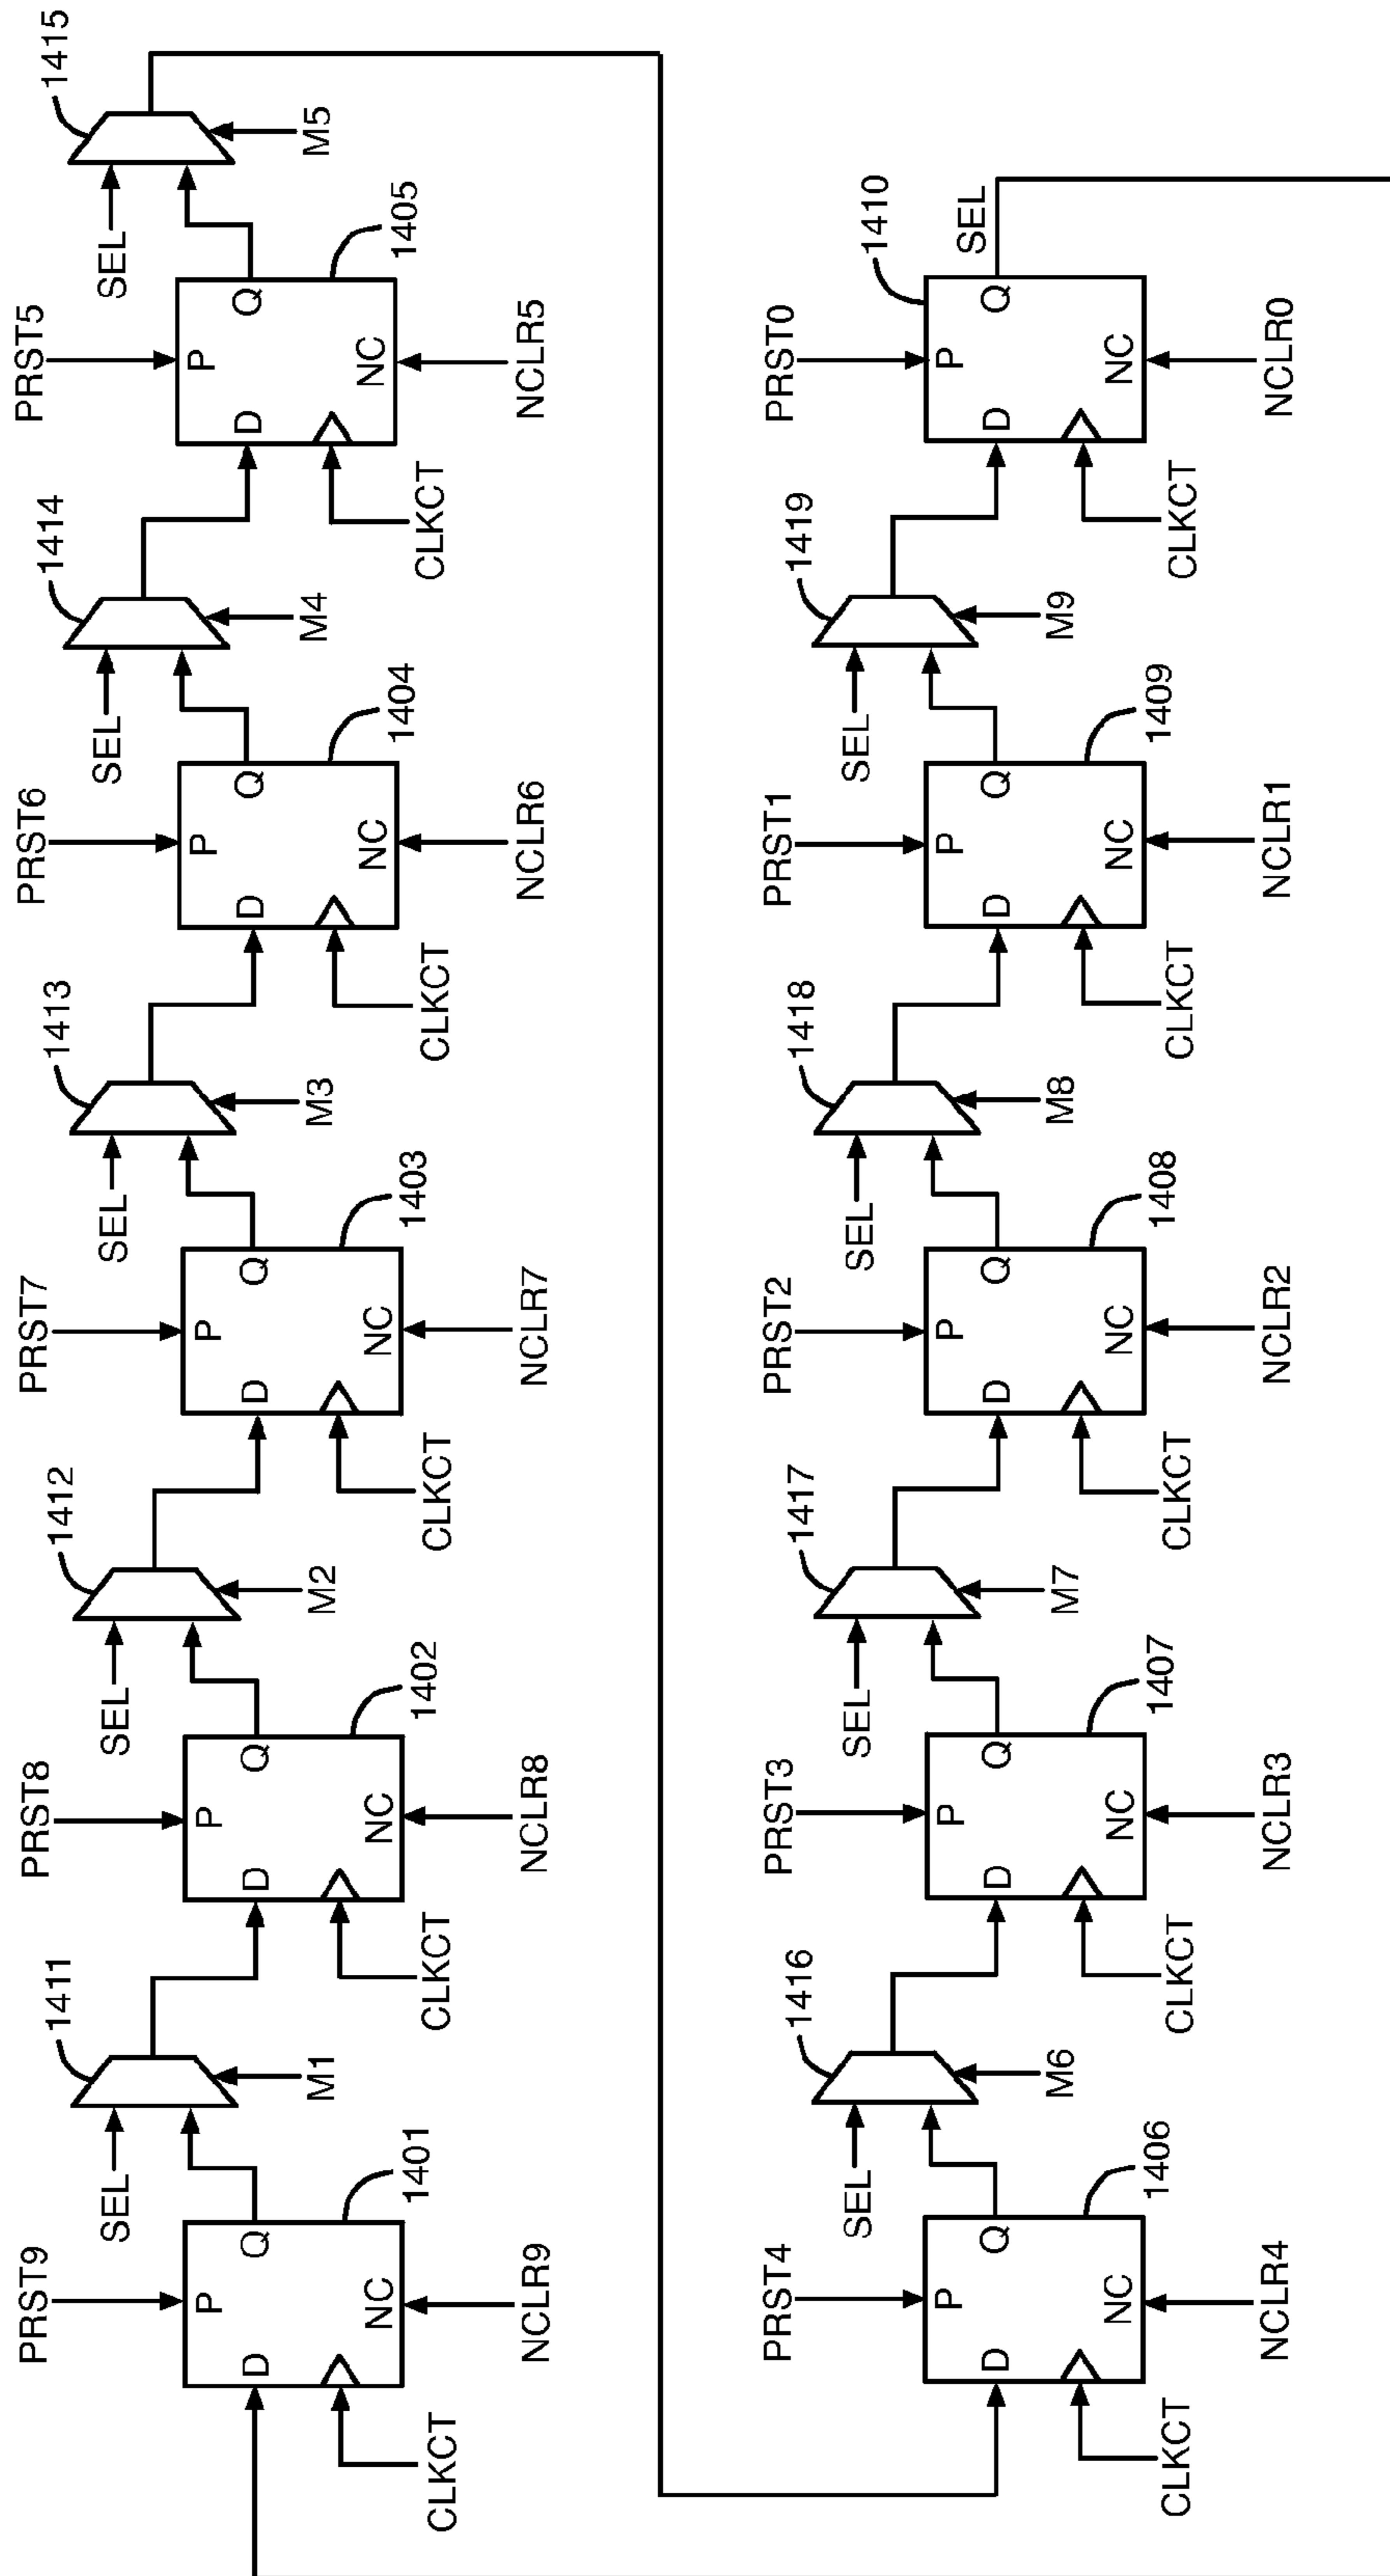 PRST9
PRST8
PRST7
PRST6
PRST5
SEL
1411
SEL
1412
SEL
1413
SEL
1414
SEL
1415
D
P
Q
NC
M1
D
P
Q
NC
M2
D
P
Q
NC
M3
D
P
Q
NC
M4
D
P
Q
NC
M5
1401
1402
1403
1404
1405
CLKCT
NCLR9
CLKCT
NCLR8
CLKCT
NCLR7
CLKCT
NCLR6
CLKCT
NCLR5
PRST4
PRST3
PRST2
PRST1
PRST0
SEL
1416
SEL
1417
SEL
1418
SEL
1419
1410
SEL
D
P
Q
NC
M6
D
P
Q
NC
M7
D
P
Q
NC
M8
D
P
Q
NC
M9
D
P
Q
NC
1406
1407
1408
1409
CLKCT
NCLR4
CLKCT
NCLR3
CLKCT
NCLR2
CLKCT
NCLR1
CLKCT
NCLR0